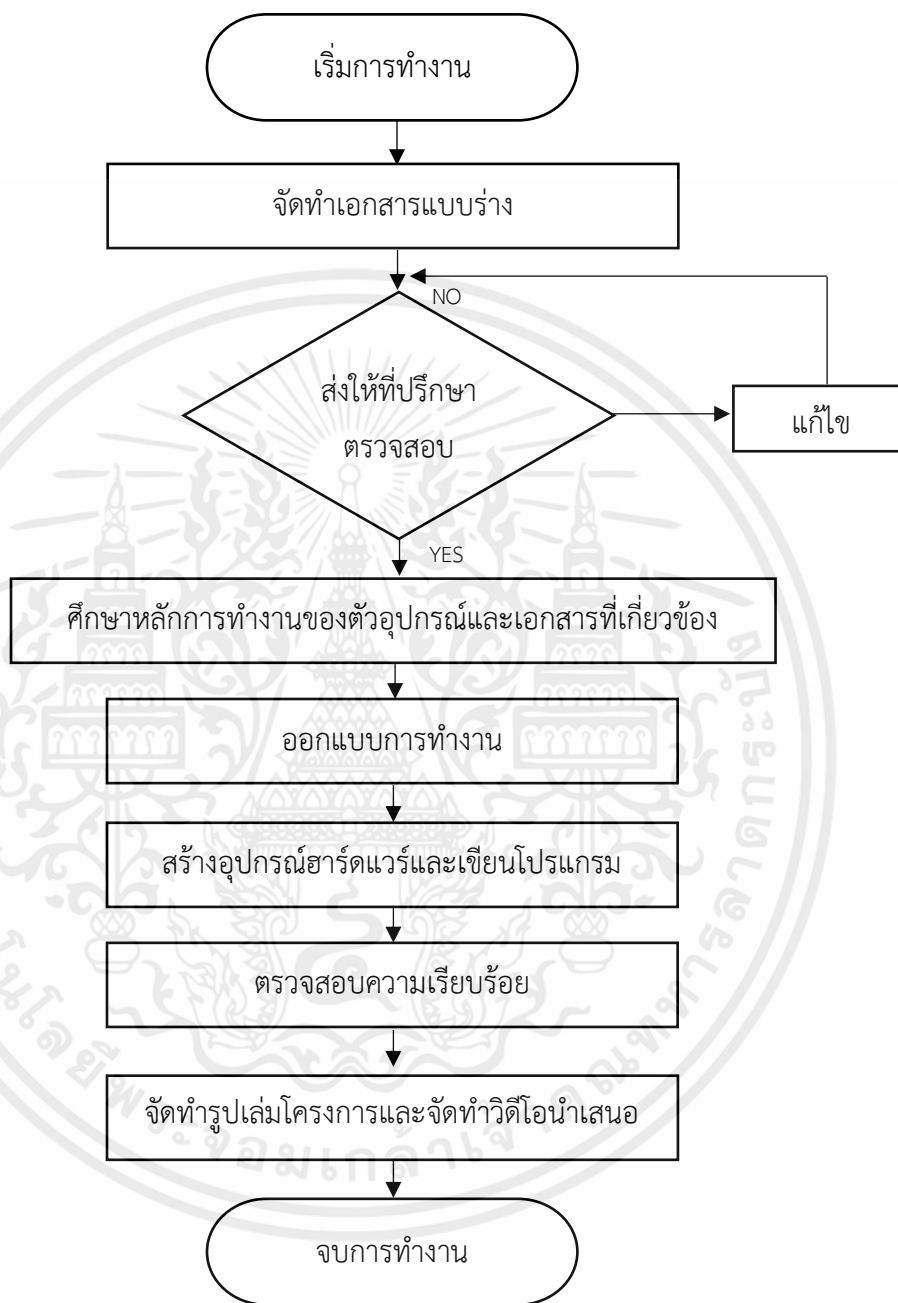 เริ่มการทำงาน
จัดทำเอกสารแบบร่าง
NO
ส่งให้ที่ปรึกษา
ตรวจสอบ
แก้ไข
YES
ศึกษาหลักการทำงานของตัวอุปกรณ์และเอกสารที่เกี่ยวข้อง
ออกแบบการทำงาน
สร้างอุปกรณ์ฮาร์ดแวร์และเขียนโปรแกรม
ตรวจสอบความเรียบร้อย
จัดทำรูปเล่มโครงการและจัดทำวิดีโอนำเสนอ
จบการทำงาน